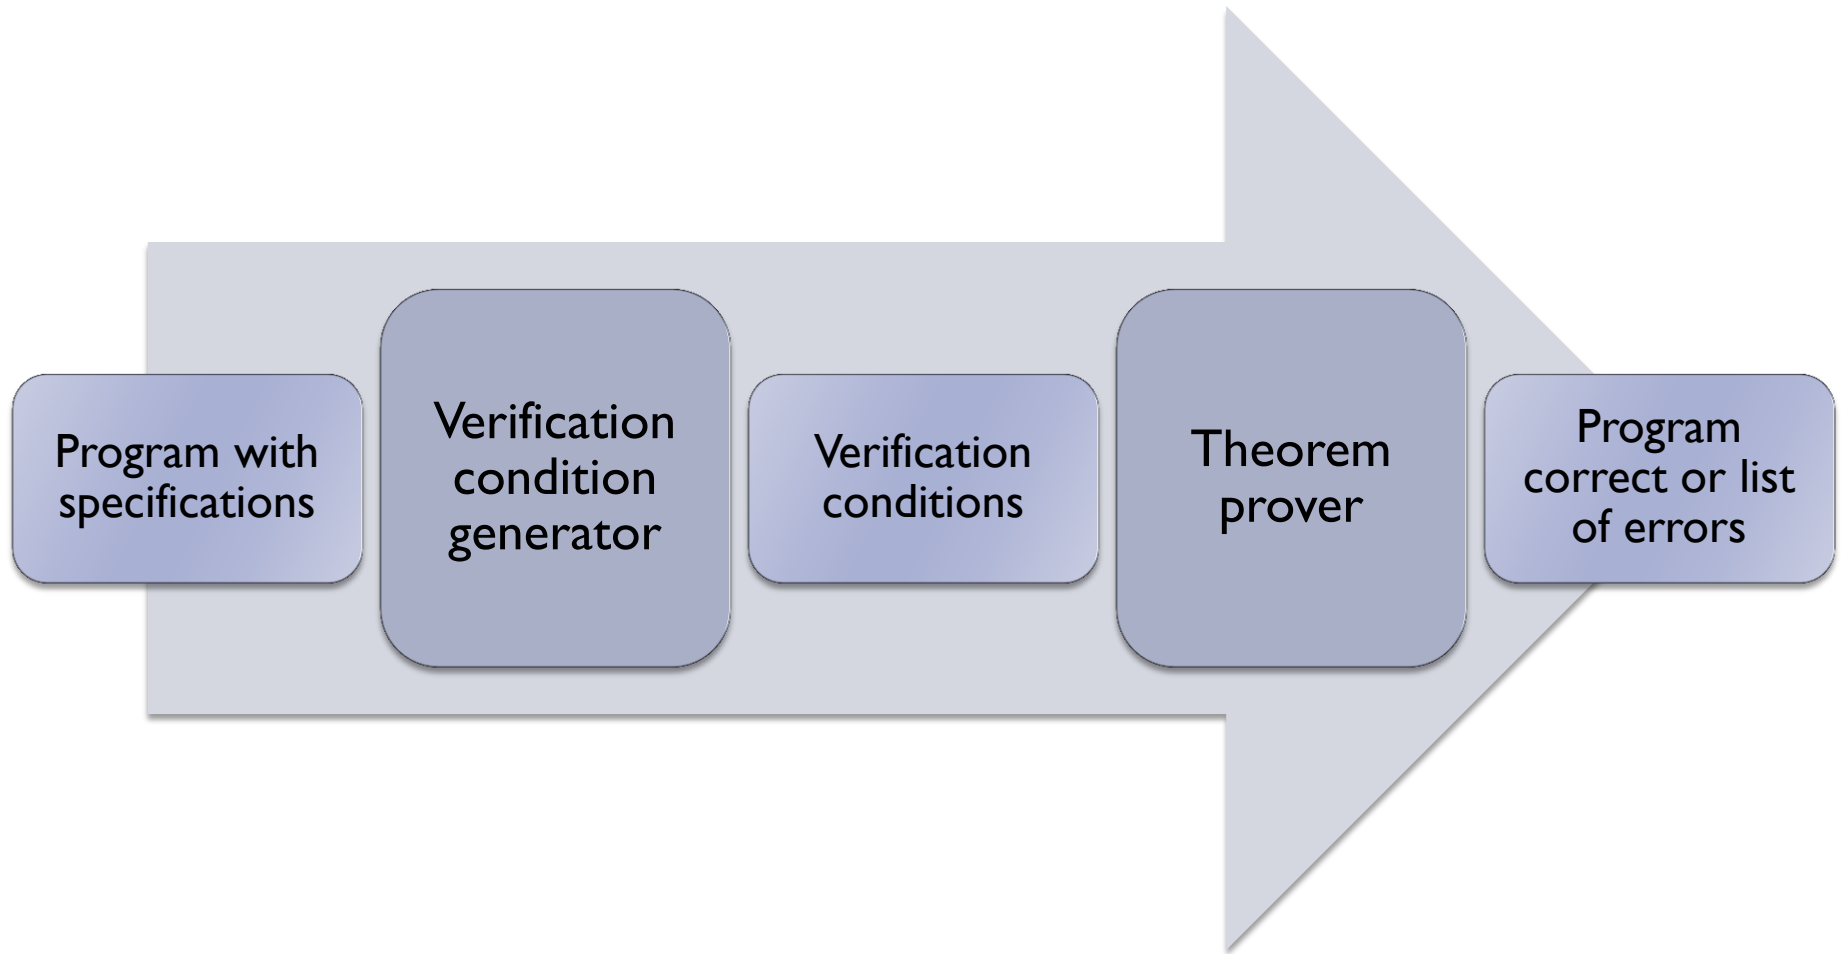 Program with
specifications
Verification
condition
generator
Verification
conditions
Theorem
prover
Program
correct or list
of errors